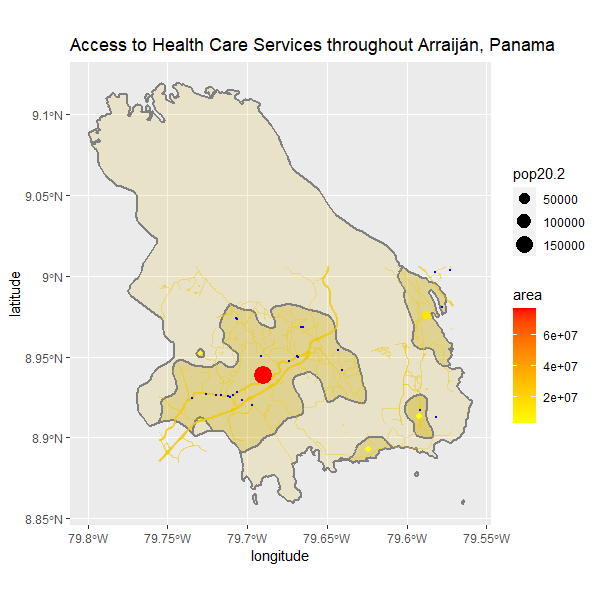 Access to Health Care Services throughout Arraiján, Panama
9.1°N
9.05°N
9°N
8.95°N
8.9°N
8.85°N
latitude
79.8°W
79.75°W
79.7°W
79.65°W
79.6°W
79.55°W
longitude
pop20.2
50000
100000
150000
area
6e+07
4e+07
2e+07